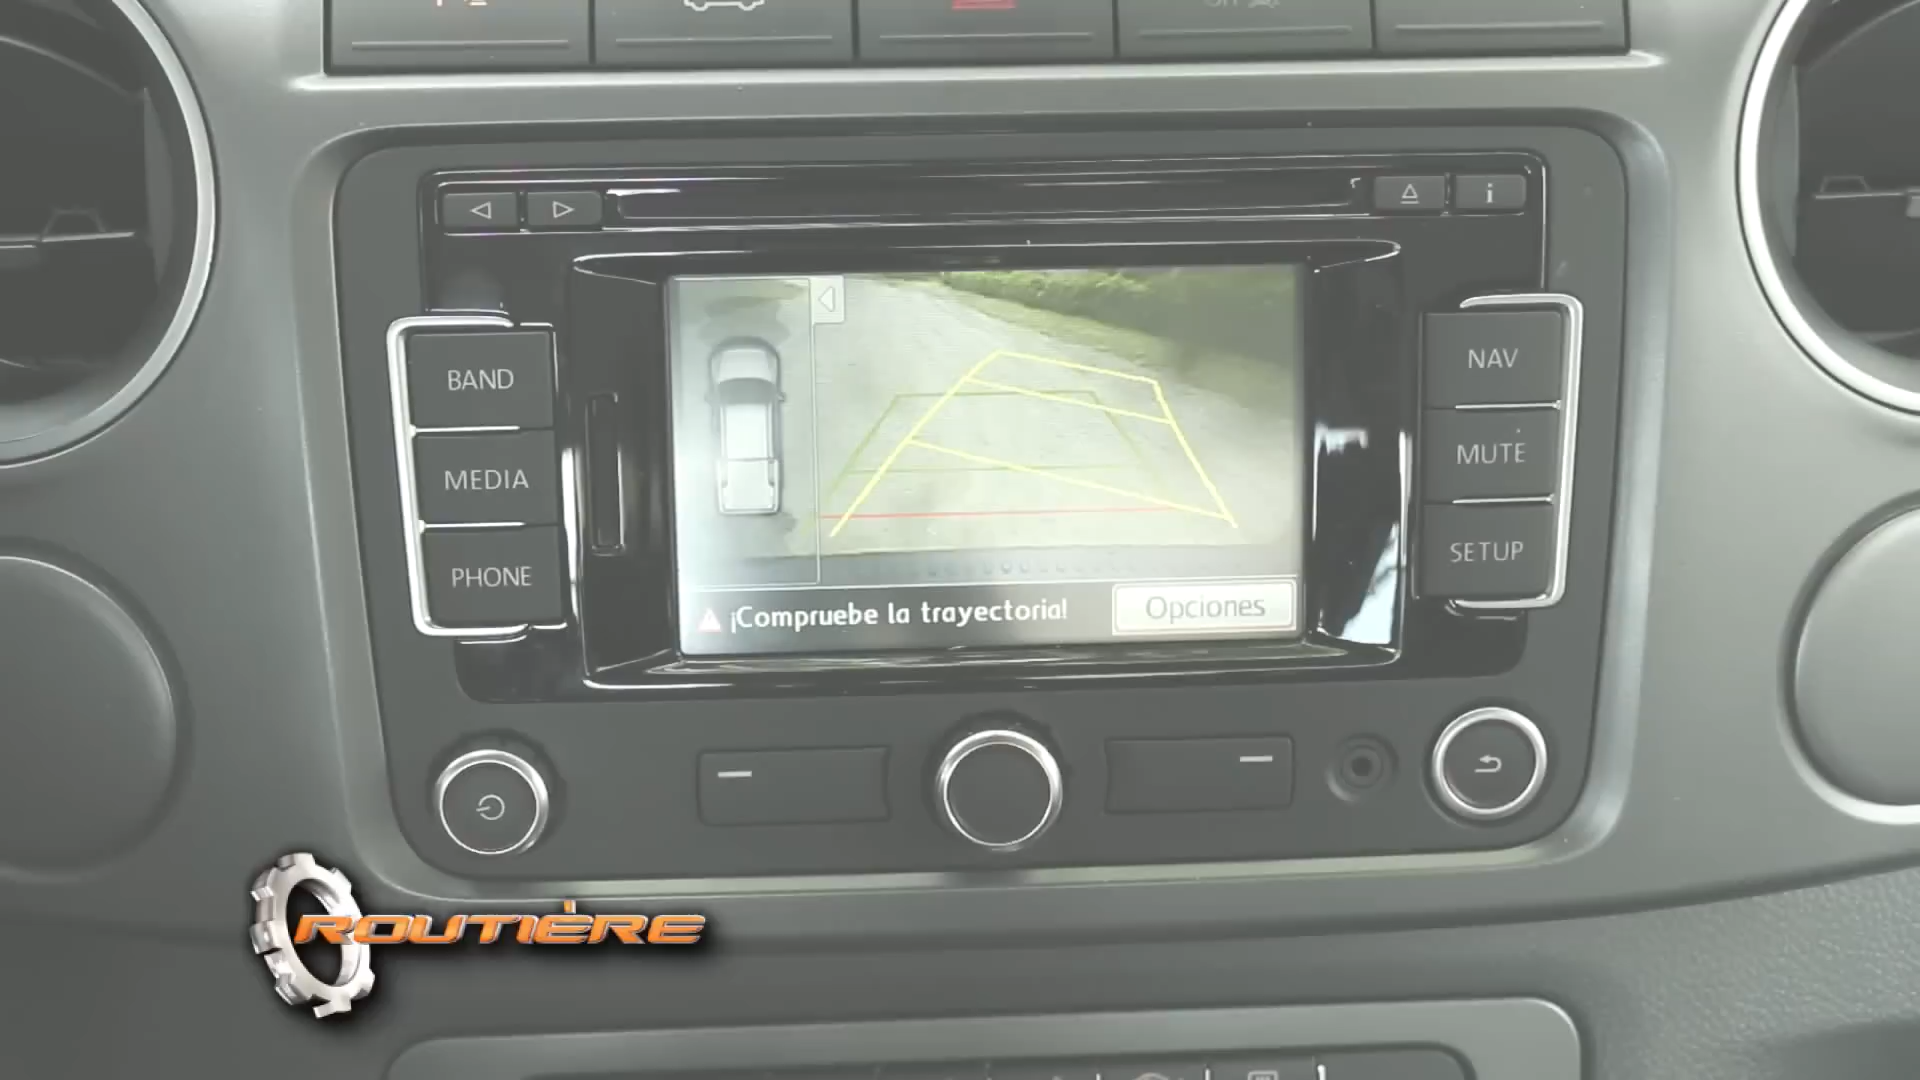 i
BAND
MEDIA
PHONE
NAV
MUTE
SETUP
¡Compruebe la trayectoria!
Opciones
ROUTIÈRE